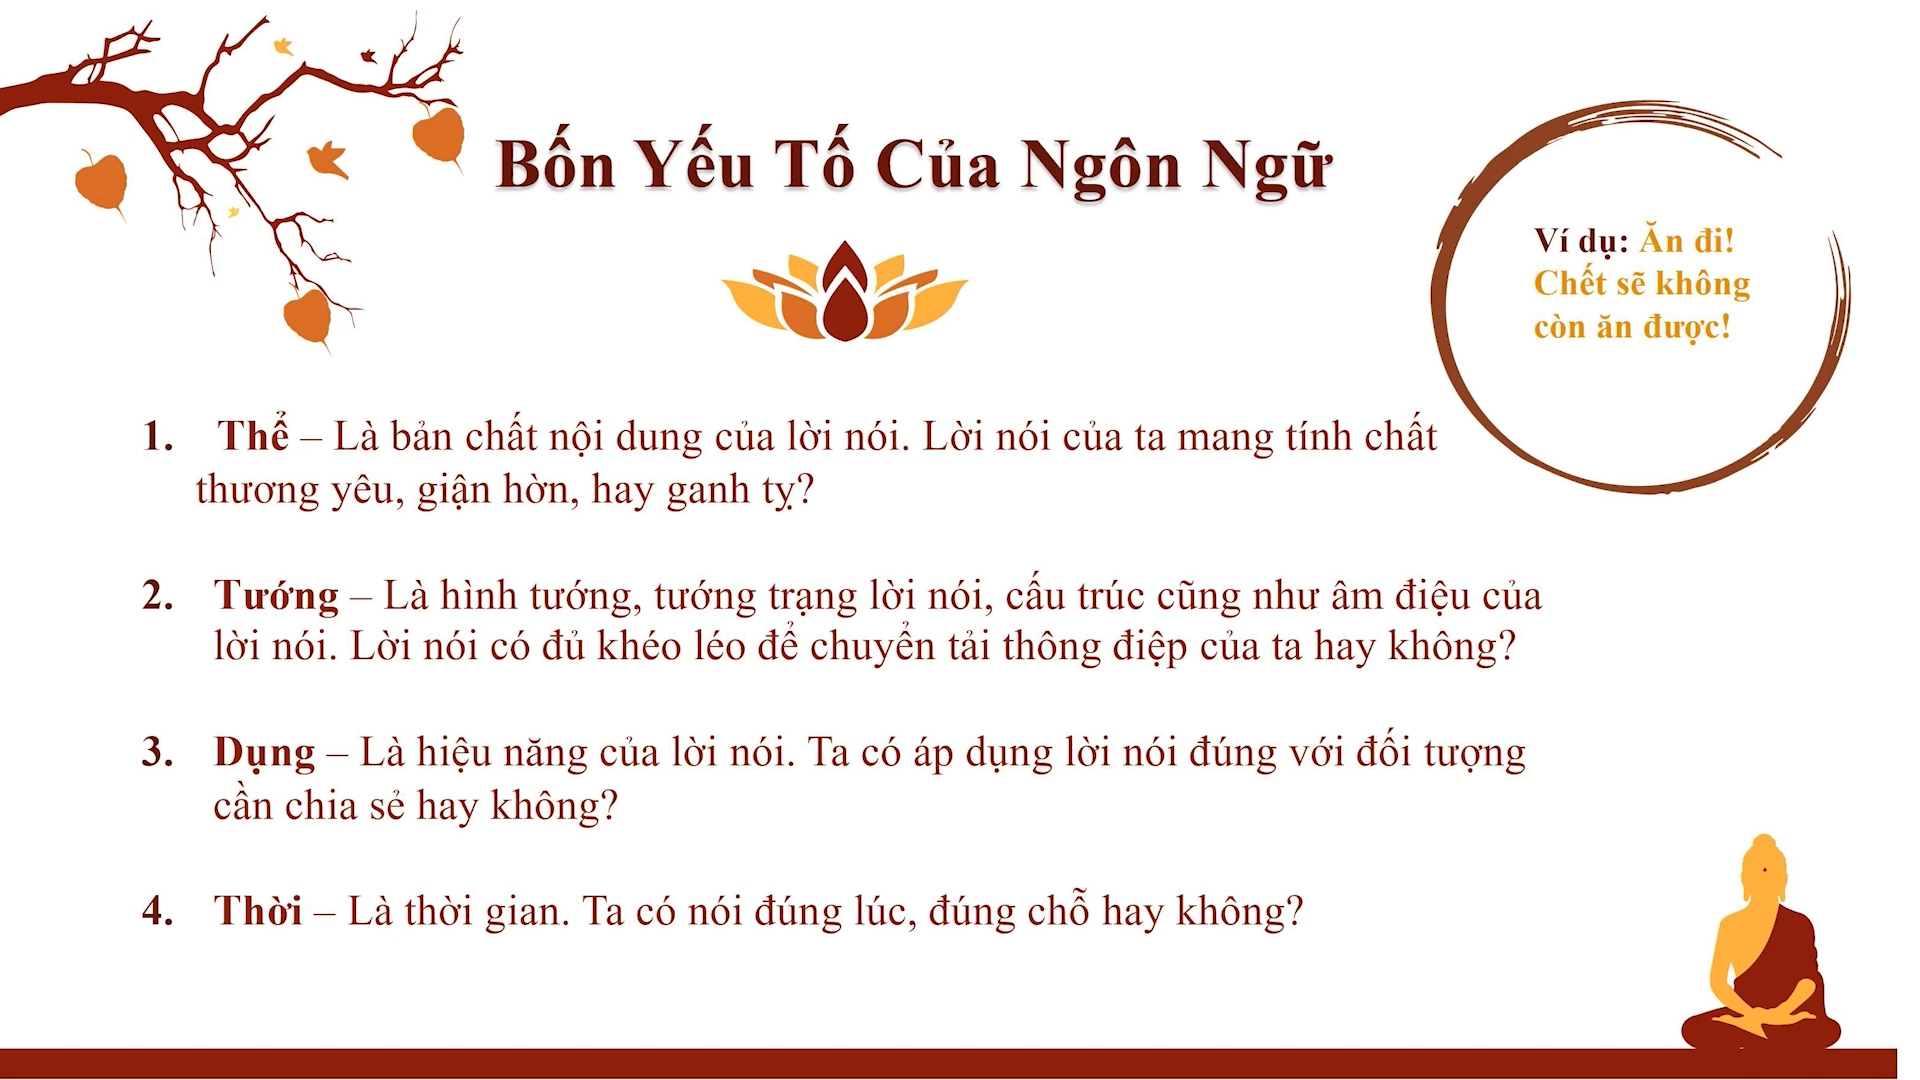 Bốn Yếu Tố Của Ngôn Ngữ
Ví dụ: Ăn đi!
Chết sẽ không
còn ăn được!
1. Thể – Là bản chất nội dung của lời nói. Lời nói của ta mang tính chất
thương yêu, giận hờn, hay ganh tỵ?
2. Tướng – Là hình tướng, tướng trạng lời nói, cấu trúc cũng như âm điệu của
lời nói. Lời nói có đủ khéo léo để chuyển tải thông điệp của ta hay không?
3. Dụng – Là hiệu năng của lời nói. Ta có áp dụng lời nói đúng với đối tượng
cần chia sẻ hay không?
4. Thời – Là thời gian. Ta có nói đúng lúc, đúng chỗ hay không?